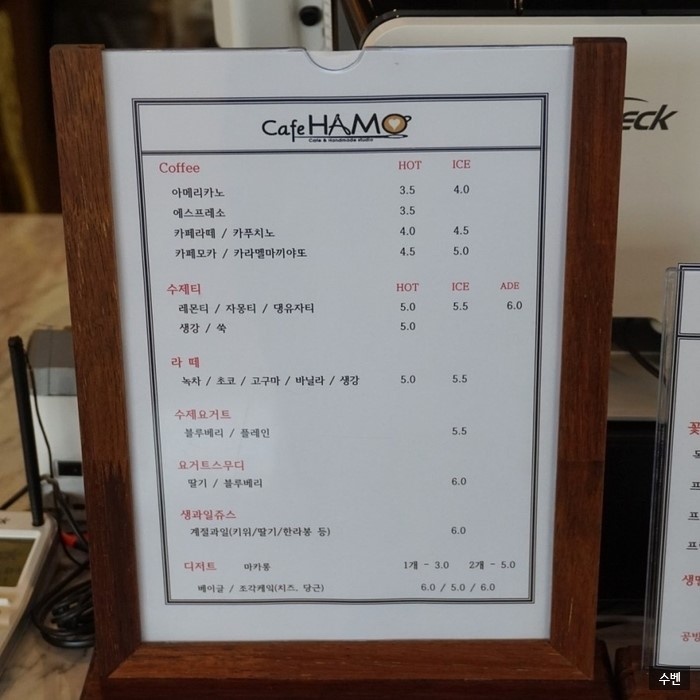 Cafe HAMO
Cafe & Handmade studio
Coffee HOT ICE
아메리카노 3.5 4.0
에스프레소 3.5
카페라떼 / 카푸치노 4.0 4.5
카페모카 / 카라멜마끼야또 4.5 5.0
수제티 HOT ICE ADE
레몬티 / 자몽티 / 댕유자티 5.0 5.5 6.0
생강 / 쑥 5.0
라 떼
녹차 / 초코 / 고구마 / 바닐라 / 생강 5.0 5.5
수제요거트
블루베리 / 플레인 5.5
요거트스무디
딸기 / 블루베리 6.0
생과일쥬스
계절과일(키위/딸기/한라봉 등) 6.0
디저트 마카롱 1개 - 3.0 2개 - 5.0
베이글 / 조각케익(치즈, 당근) 6.0 / 5.0 / 6.0
수벤